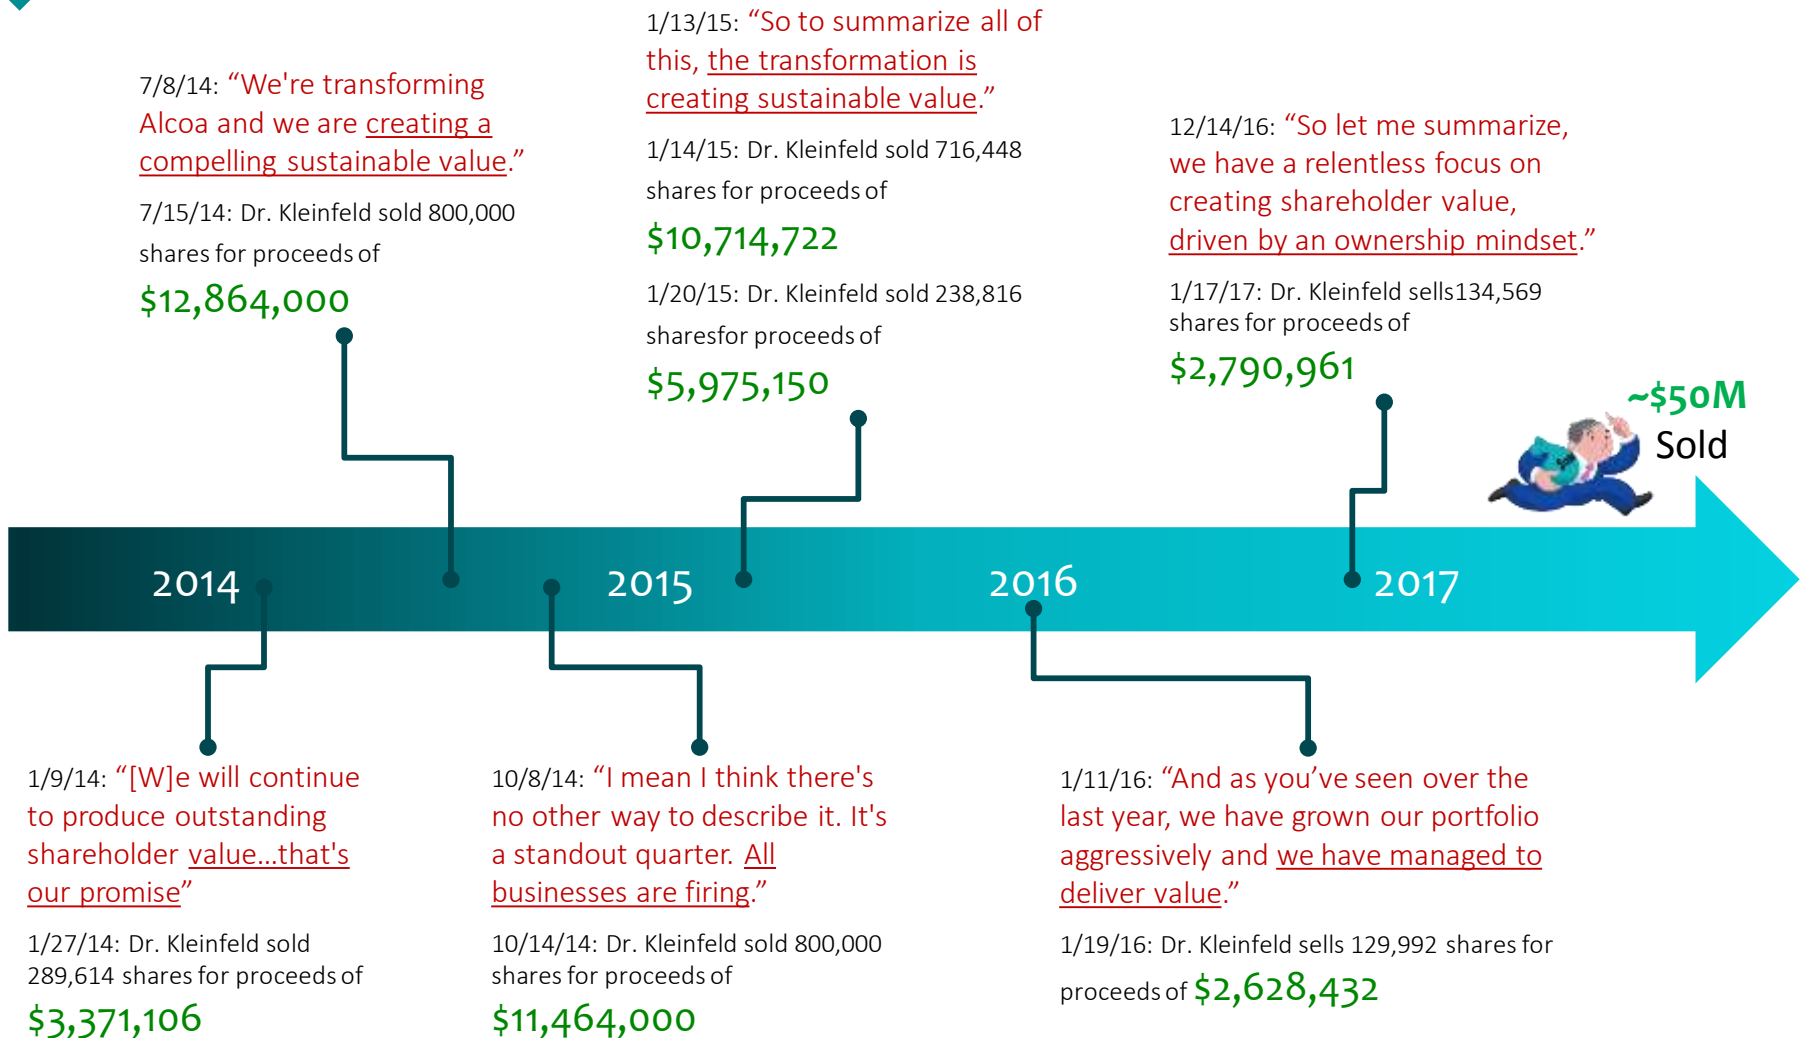 7/8/14: “We're transforming
Alcoa and we are creating a
compelling sustainable value.”
7/15/14: Dr. Kleinfeld sold 800,000
shares for proceeds of
$12,864,000
1/13/15: “So to summarize all of
this, the transformation is
creating sustainable value.”
1/14/15: Dr. Kleinfeld sold 716,448
shares for proceeds of
$10,714,722
1/20/15: Dr. Kleinfeld sold 238,816
sharesfor proceeds of
$5,975,150
12/14/16: “So let me summarize,
we have a relentless focus on
creating shareholder value,
driven by an ownership mindset.”
1/17/17: Dr. Kleinfeld sells134,569
shares for proceeds of
$2,790,961
~$50M
Sold
2014
2015
2016
2017
1/9/14: “[W]e will continue
to produce outstanding
shareholder value...that's
our promise”
1/27/14: Dr. Kleinfeld sold
289,614 shares for proceeds of
$3,371,106
10/8/14: “I mean I think there's
no other way to describe it. It's
a standout quarter. All
businesses are firing.”
10/14/14: Dr. Kleinfeld sold 800,000
shares for proceeds of
$11,464,000
1/11/16: “And as you’ve seen over the
last year, we have grown our portfolio
aggressively and we have managed to
deliver value.”
1/19/16: Dr. Kleinfeld sells 129,992 shares for
proceeds of $2,628,432